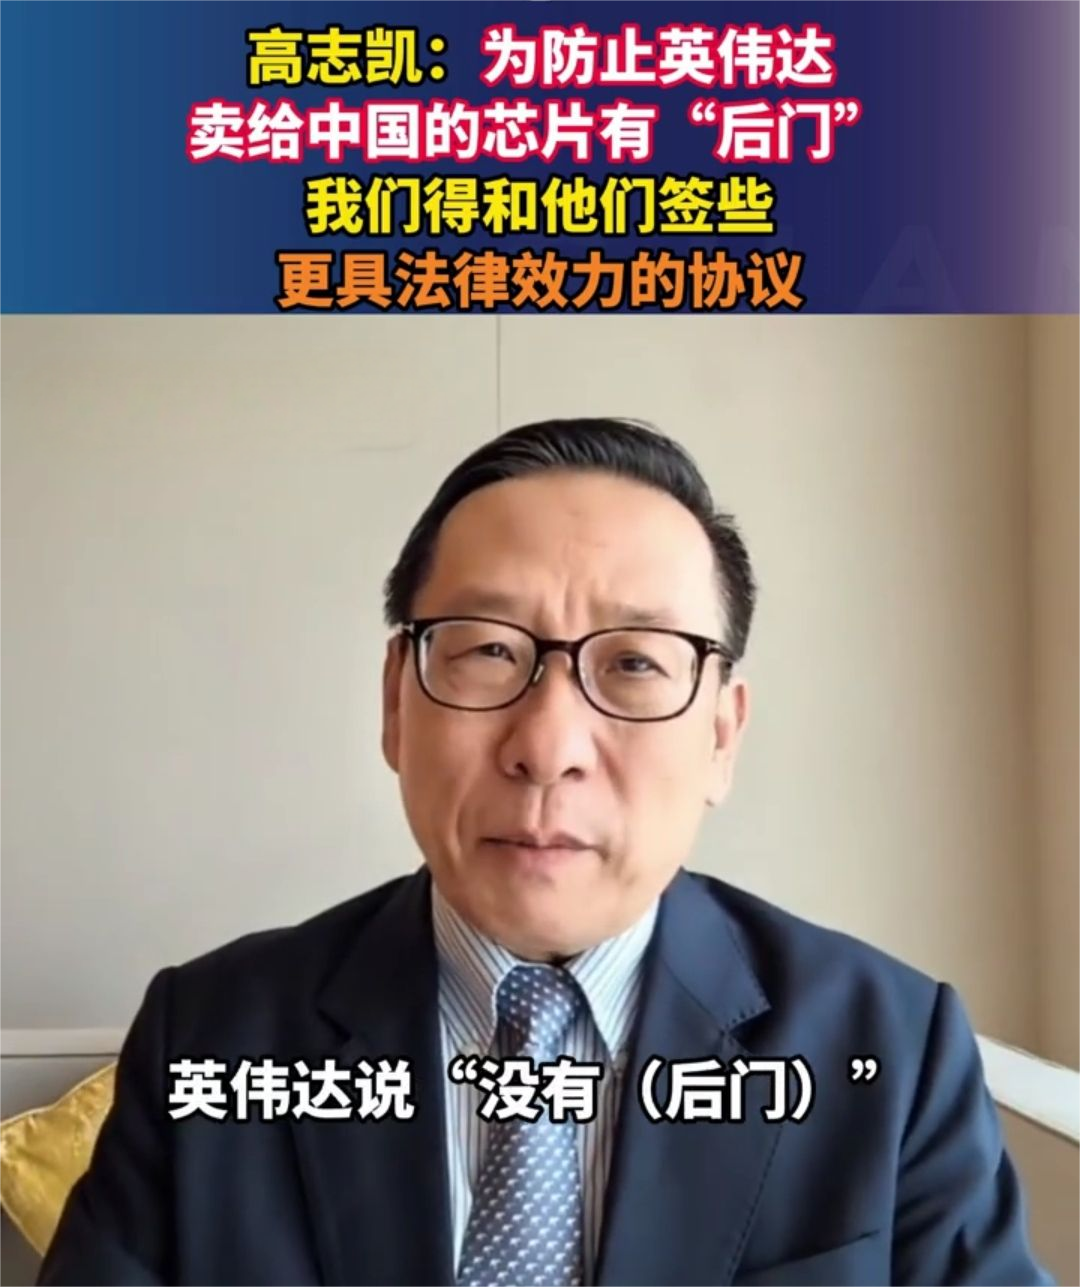 高志凯：为防止英伟达
卖给中国的芯片有“后门”
我们得和他们签些
更具法律效力的协议
英伟达说“没有（后门）”